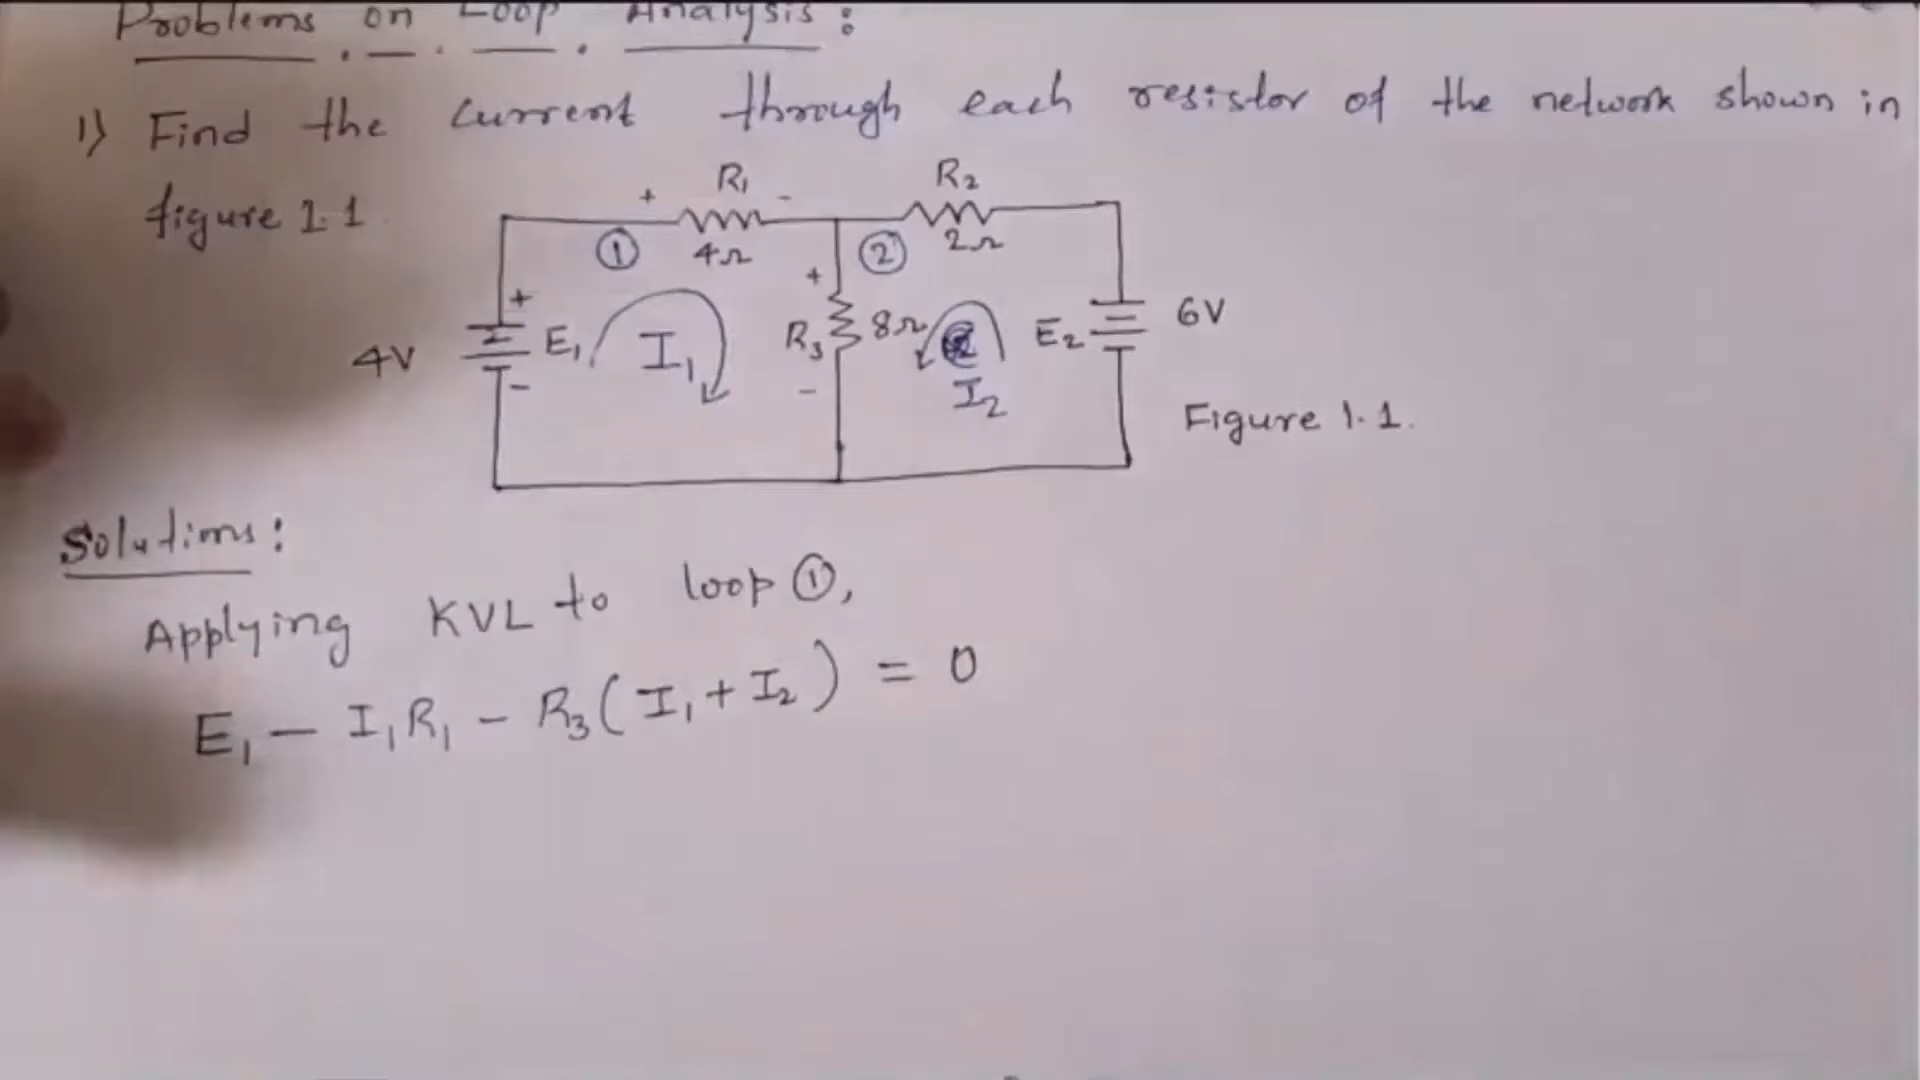 Problems on Loop Analysis:
1) Find the current through each resistor of the network shown in
figure 1.1
R₁
R₂
+
-
①
4Ω
②
2Ω
+
+
4V
E₁
I₁
R₃
8Ω
E₂
6V
-
-
I₂
Figure 1.1.
Solutions:
Applying KVL to loop ①,
E₁ - I₁R₁ - R₃(I₁+I₂) = 0